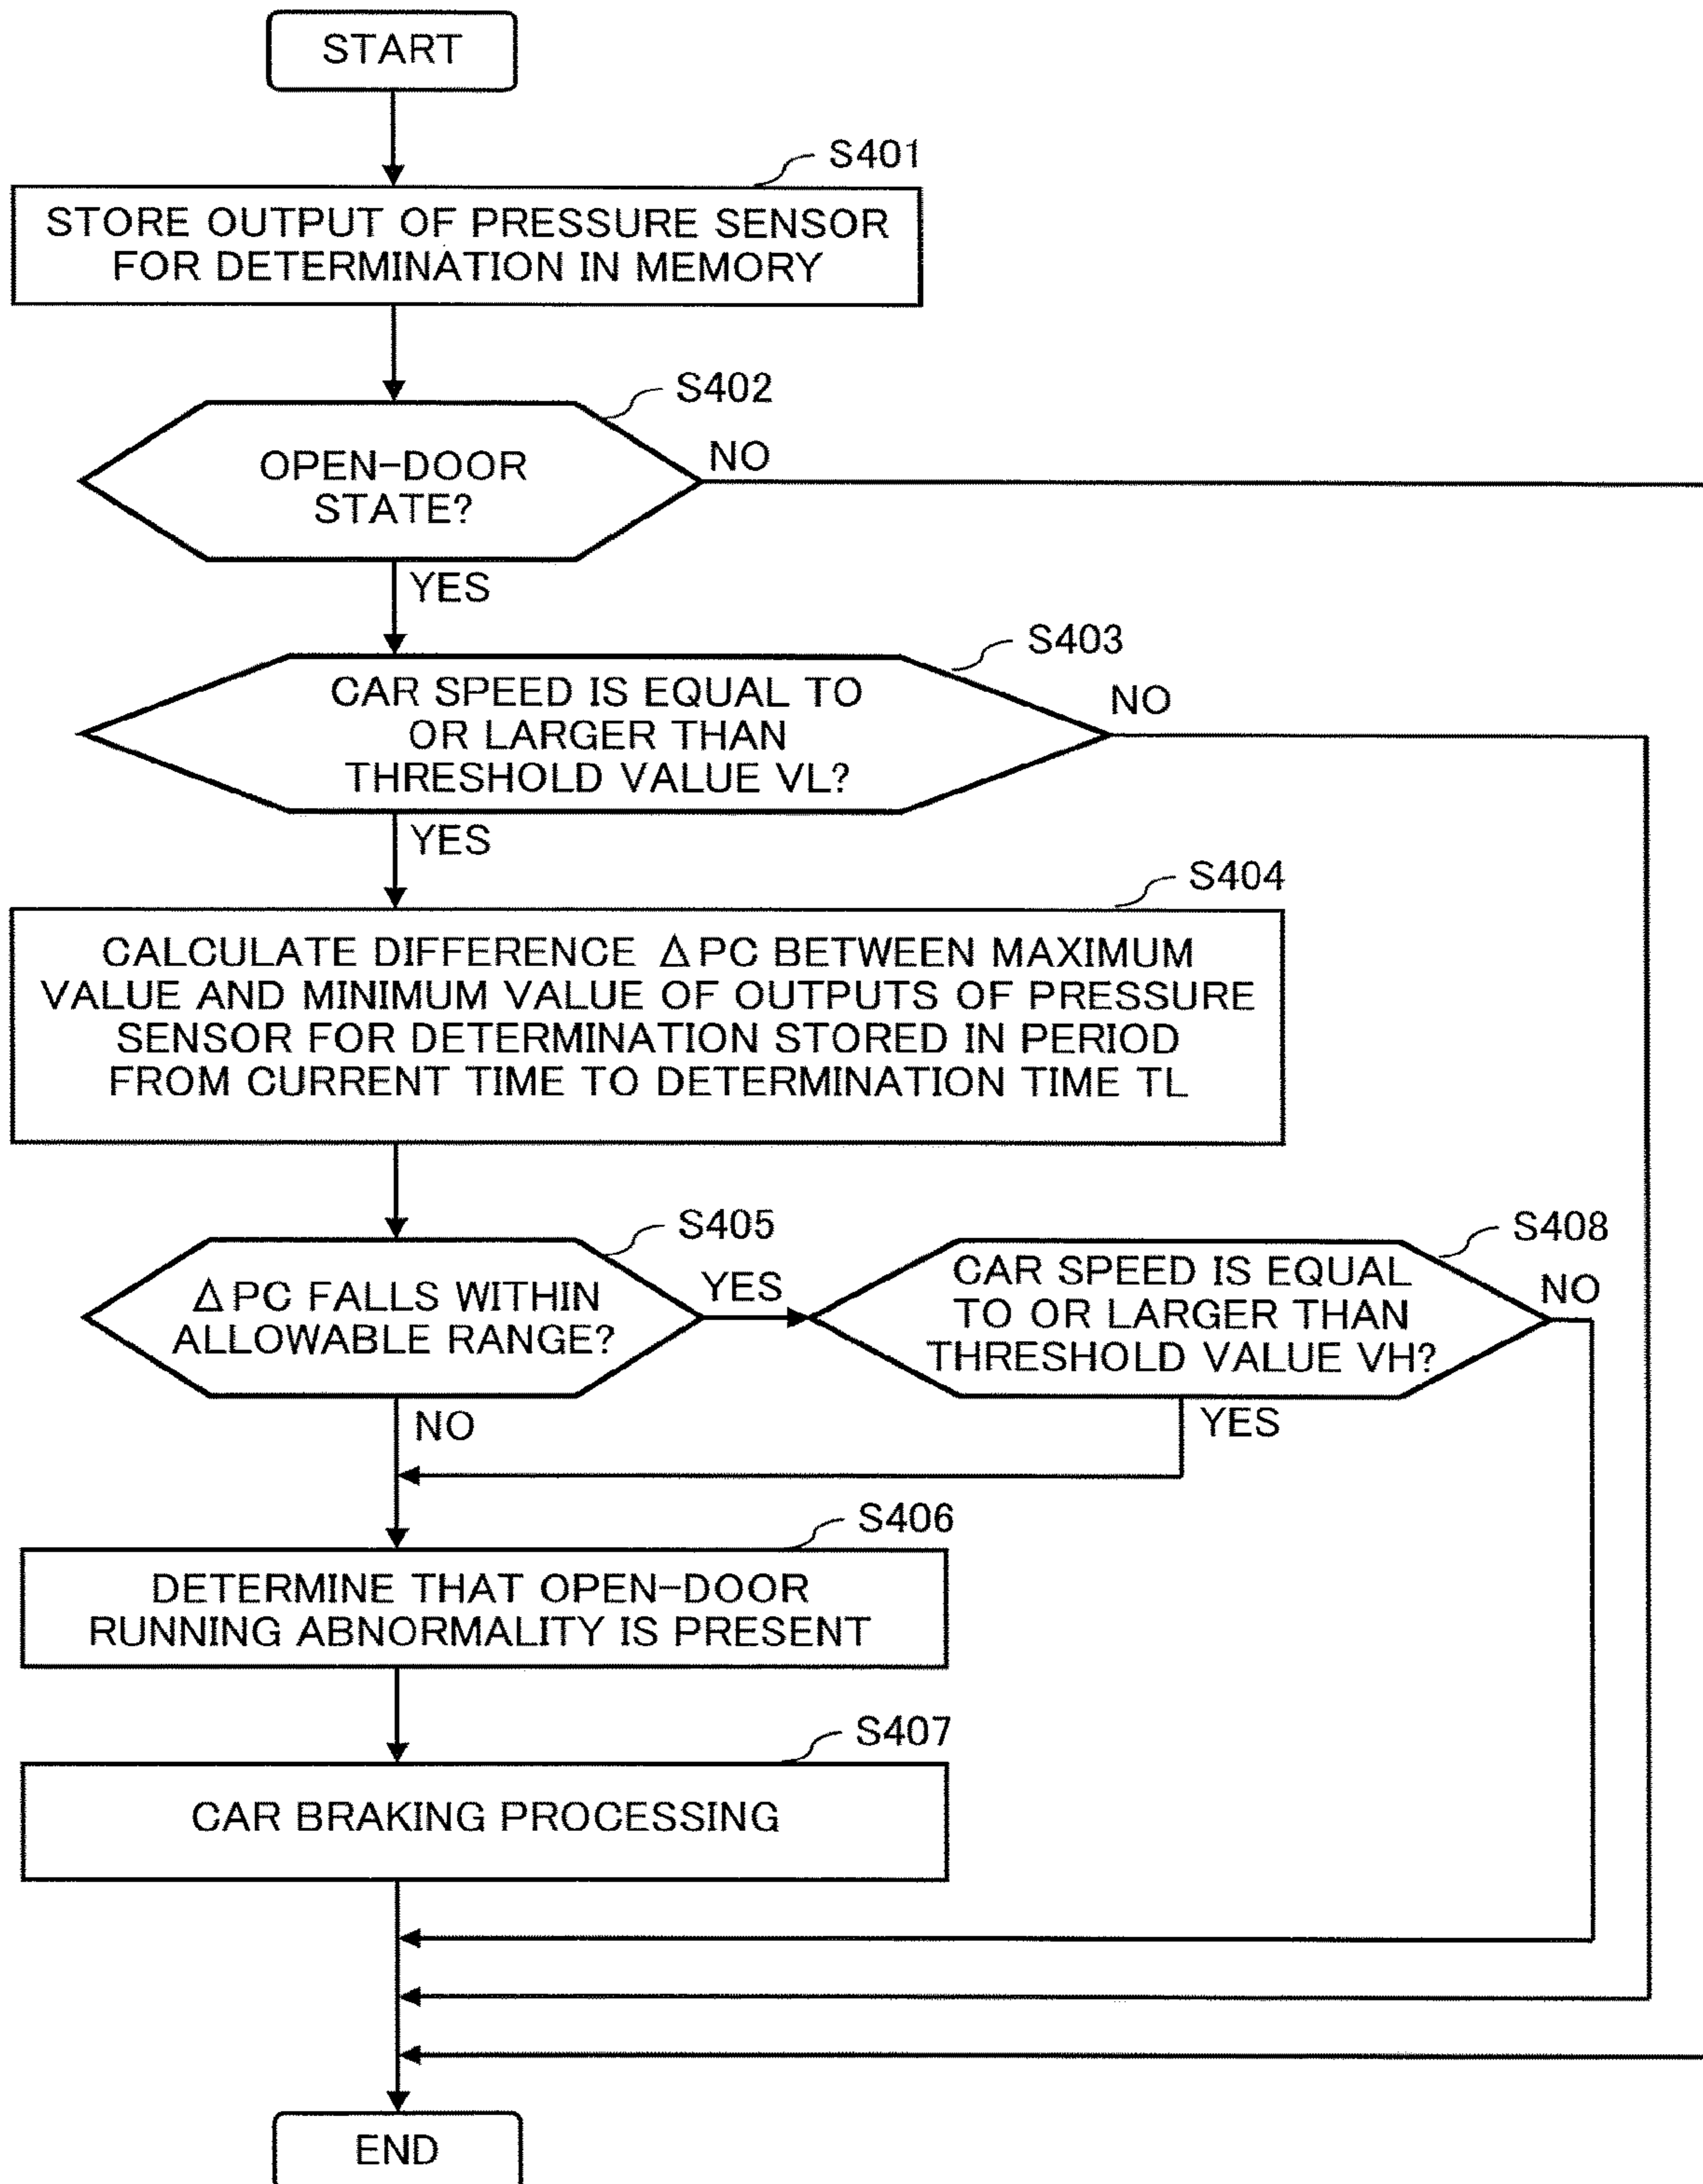 START
S401
STORE OUTPUT OF PRESSURE SENSOR
FOR DETERMINATION IN MEMORY
S402
OPEN-DOOR
STATE?
NO
YES
S403
CAR SPEED IS EQUAL TO
OR LARGER THAN
THRESHOLD VALUE VL?
NO
YES
S404
CALCULATE DIFFERENCE ΔPC BETWEEN MAXIMUM
VALUE AND MINIMUM VALUE OF OUTPUTS OF PRESSURE
SENSOR FOR DETERMINATION STORED IN PERIOD
FROM CURRENT TIME TO DETERMINATION TIME TL
S405
ΔPC FALLS WITHIN
ALLOWABLE RANGE?
YES
NO
S408
CAR SPEED IS EQUAL
TO OR LARGER THAN
THRESHOLD VALUE VH?
NO
YES
S406
DETERMINE THAT OPEN-DOOR
RUNNING ABNORMALITY IS PRESENT
S407
CAR BRAKING PROCESSING
END